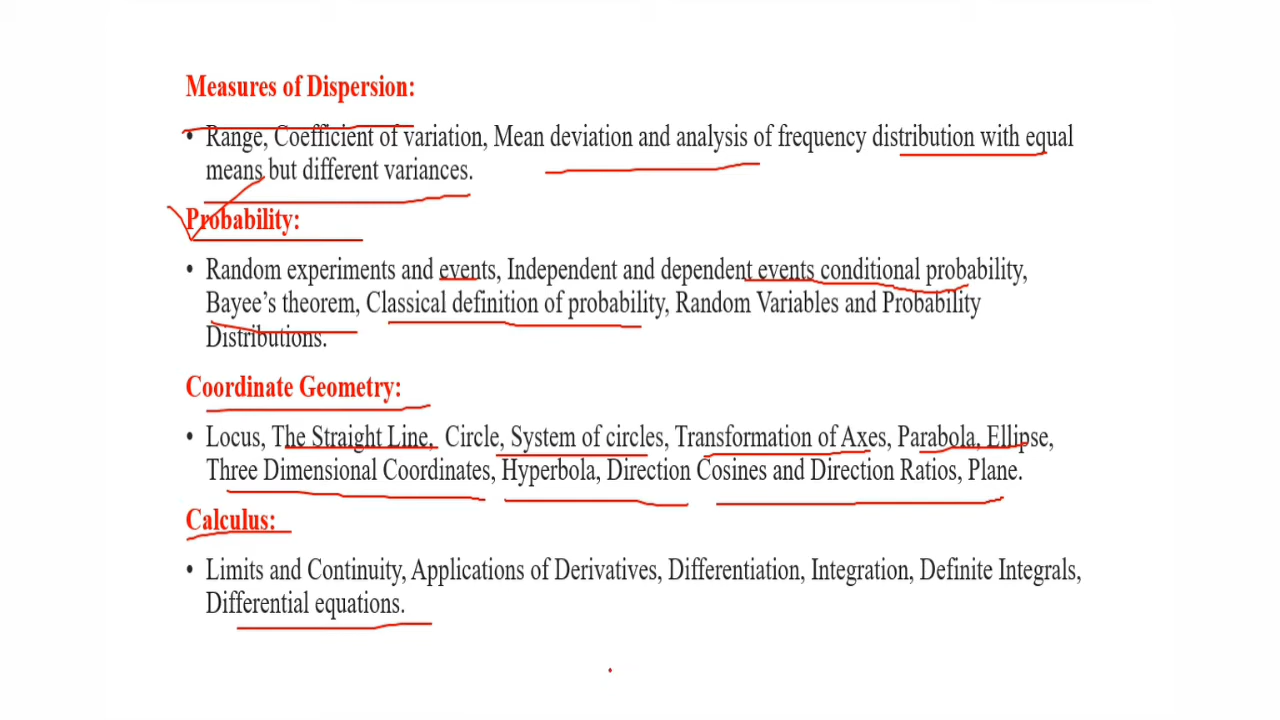 Measures of Dispersion:
• Range, Coefficient of variation, Mean deviation and analysis of frequency distribution with equal
means but different variances.
Probability:
• Random experiments and events, Independent and dependent events conditional probability,
Bayee’s theorem, Classical definition of probability, Random Variables and Probability
Distributions.
Coordinate Geometry:
• Locus, The Straight Line, Circle, System of circles, Transformation of Axes, Parabola, Ellipse,
Three Dimensional Coordinates, Hyperbola, Direction Cosines and Direction Ratios, Plane.
Calculus:
• Limits and Continuity, Applications of Derivatives, Differentiation, Integration, Definite Integrals,
Differential equations.